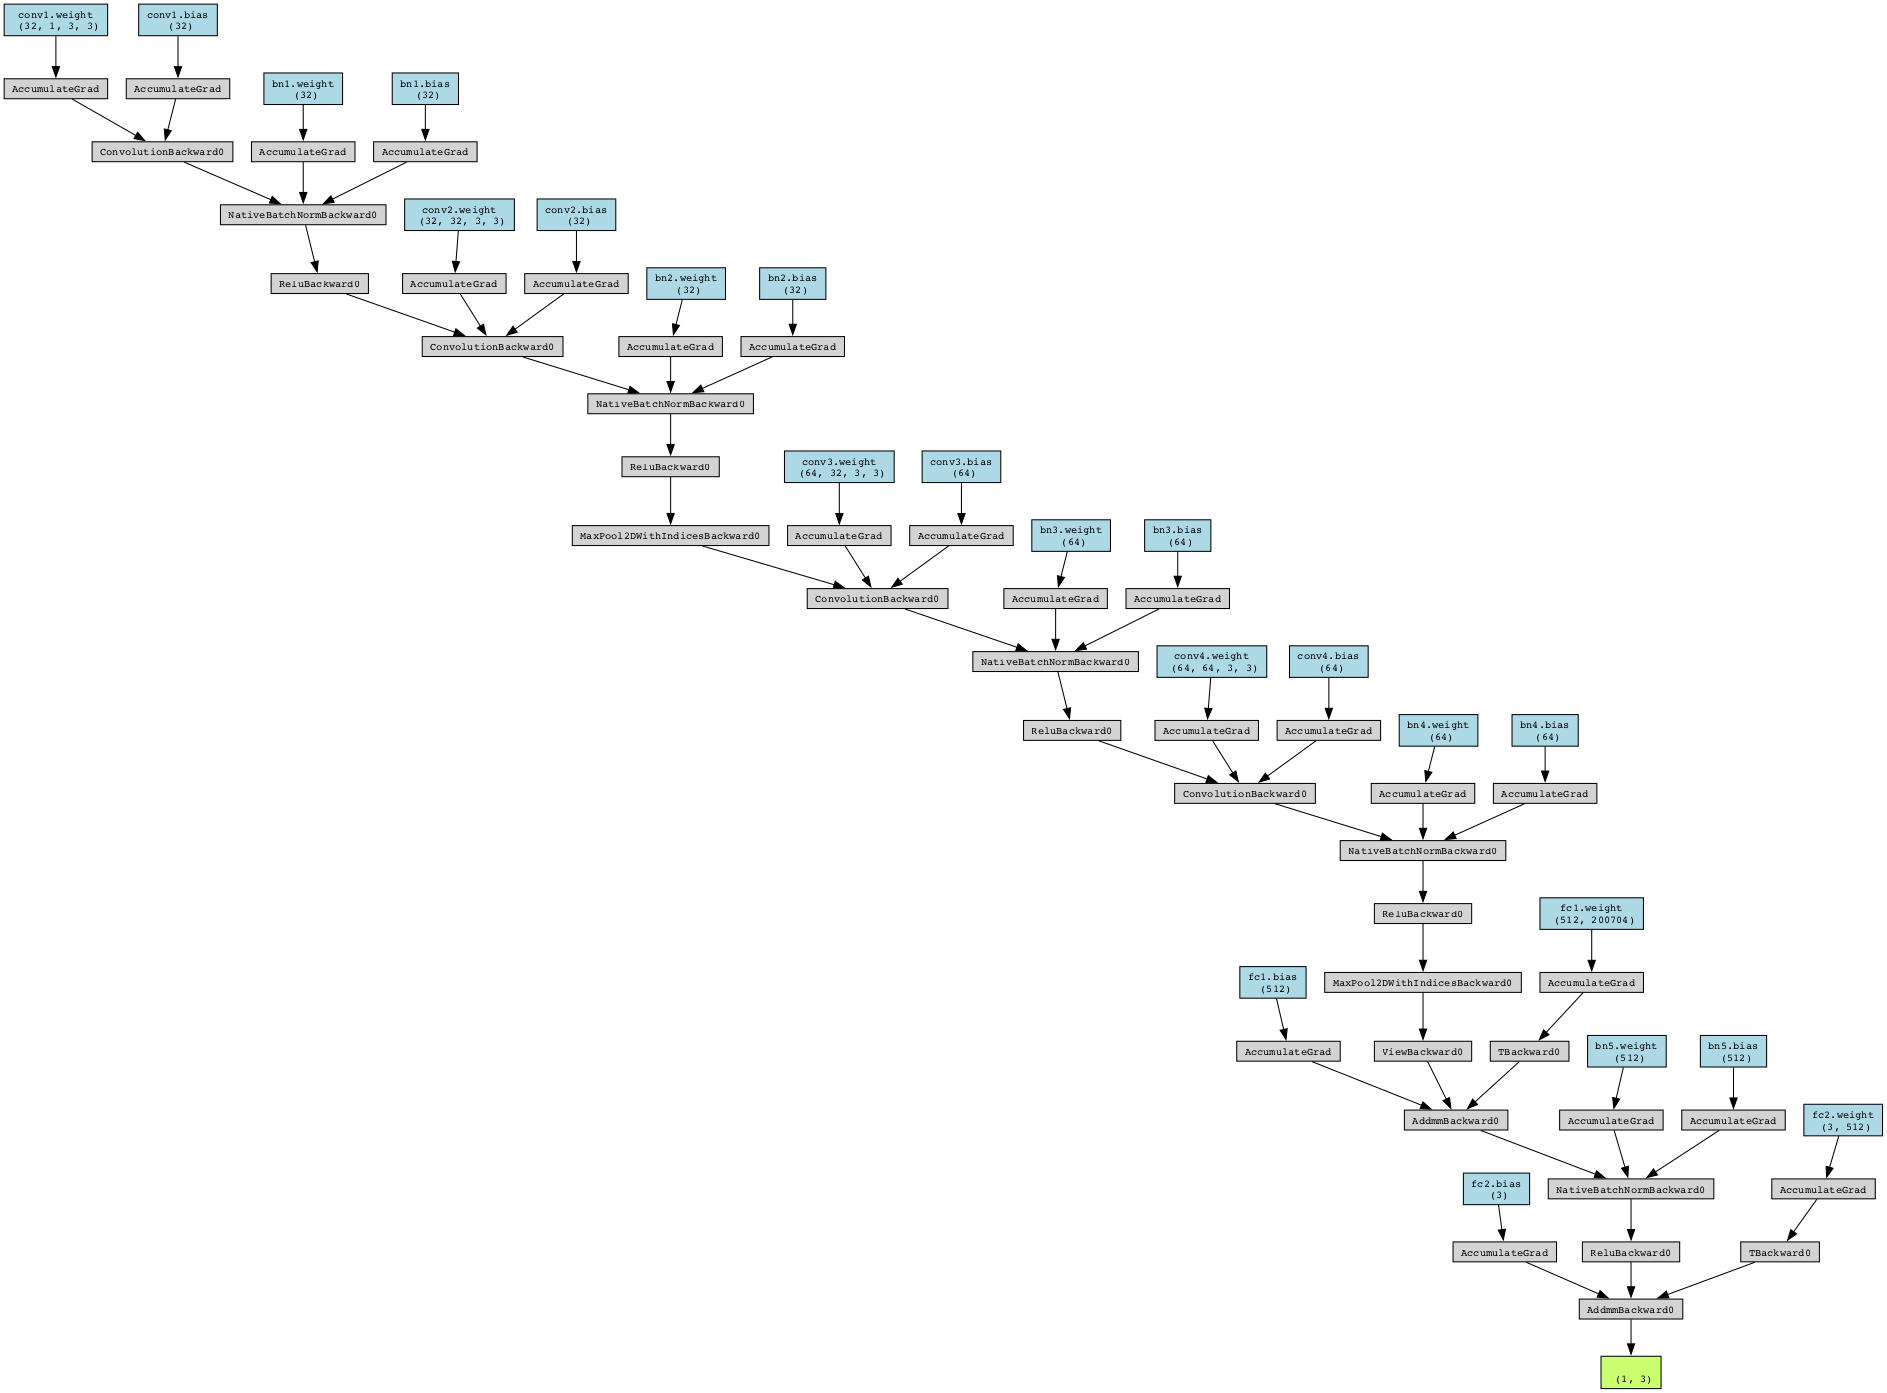 conv1.weight
(32, 1, 3, 3)
conv1.bias
(32)
AccumulateGrad
AccumulateGrad
bn1.weight
(32)
bn1.bias
(32)
ConvolutionBackward0
AccumulateGrad
AccumulateGrad
NativeBatchNormBackward0
conv2.weight
(32, 32, 3, 3)
conv2.bias
(32)
ReluBackward0
AccumulateGrad
AccumulateGrad
bn2.weight
(32)
bn2.bias
(32)
ConvolutionBackward0
AccumulateGrad
AccumulateGrad
NativeBatchNormBackward0
ReluBackward0
conv3.weight
(64, 32, 3, 3)
conv3.bias
(64)
MaxPool2DWithIndicesBackward0
AccumulateGrad
AccumulateGrad
bn3.weight
(64)
bn3.bias
(64)
ConvolutionBackward0
AccumulateGrad
AccumulateGrad
NativeBatchNormBackward0
conv4.weight
(64, 64, 3, 3)
conv4.bias
(64)
ReluBackward0
AccumulateGrad
AccumulateGrad
bn4.weight
(64)
bn4.bias
(64)
ConvolutionBackward0
AccumulateGrad
AccumulateGrad
NativeBatchNormBackward0
ReluBackward0
fc1.weight
(512, 200704)
fc1.bias
(512)
MaxPool2DWithIndicesBackward0
AccumulateGrad
AccumulateGrad
ViewBackward0
TBackward0
bn5.weight
(512)
bn5.bias
(512)
AddmmBackward0
AccumulateGrad
AccumulateGrad
fc2.weight
(3, 512)
fc2.bias
(3)
NativeBatchNormBackward0
AccumulateGrad
AccumulateGrad
ReluBackward0
TBackward0
AddmmBackward0
(1, 3)